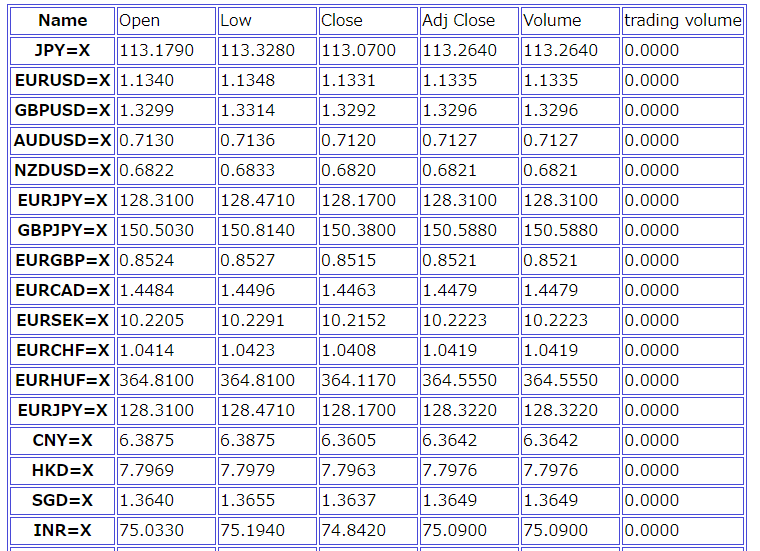 Name Open Low Close Adj Close Volume trading volume
JPY=X 113.1790 113.3280 113.0700 113.2640 113.2640 0.0000
EURUSD=X 1.1340 1.1348 1.1331 1.1335 1.1335 0.0000
GBPUSD=X 1.3299 1.3314 1.3292 1.3296 1.3296 0.0000
AUDUSD=X 0.7130 0.7136 0.7120 0.7127 0.7127 0.0000
NZDUSD=X 0.6822 0.6833 0.6820 0.6821 0.6821 0.0000
EURJPY=X 128.3100 128.4710 128.1700 128.3100 128.3100 0.0000
GBPJPY=X 150.5030 150.8140 150.3800 150.5880 150.5880 0.0000
EURGBP=X 0.8524 0.8527 0.8515 0.8521 0.8521 0.0000
EURCAD=X 1.4484 1.4496 1.4463 1.4479 1.4479 0.0000
EURSEK=X 10.2205 10.2291 10.2152 10.2223 10.2223 0.0000
EURCHF=X 1.0414 1.0423 1.0408 1.0419 1.0419 0.0000
EURHUF=X 364.8100 364.8100 364.1170 364.5550 364.5550 0.0000
EURJPY=X 128.3100 128.4710 128.1700 128.3220 128.3220 0.0000
CNY=X 6.3875 6.3875 6.3605 6.3642 6.3642 0.0000
HKD=X 7.7969 7.7979 7.7963 7.7976 7.7976 0.0000
SGD=X 1.3640 1.3655 1.3637 1.3649 1.3649 0.0000
INR=X 75.0330 75.1940 74.8420 75.0900 75.0900 0.0000